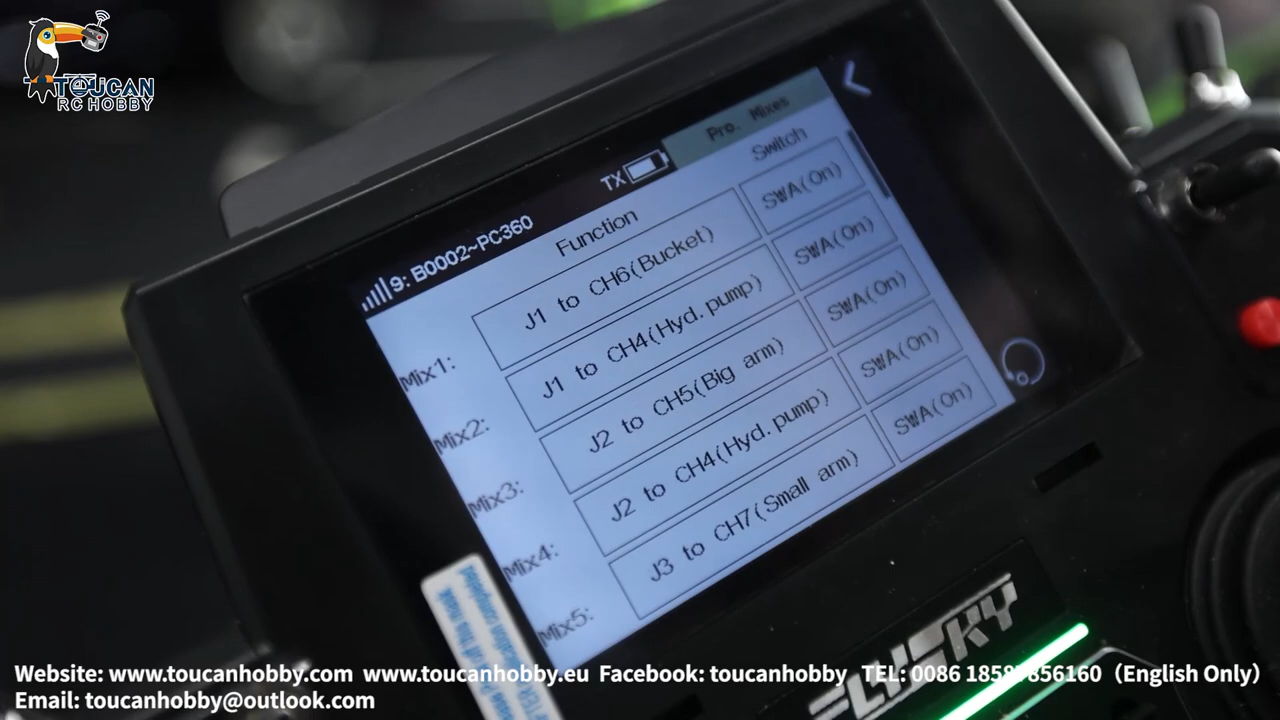 TOUCAN
RC HOBBY
9: B0002~PC360
TX
Pro. Mixes
Function
Switch
Mix1:
J1 to CH6(Bucket)
SWA(On)
Mix2:
J1 to CH4(Hyd.pump)
SWA(On)
Mix3:
J2 to CH5(Big arm)
SWA(On)
Mix4:
J2 to CH4(Hyd.pump)
SWA(On)
Mix5:
J3 to CH7(Small arm)
SWA(On)
FLYSKY
Website: www.toucanhobby.com www.toucanhobby.eu Facebook: toucanhobby TEL: 0086 18587856160 (English Only)
Email: toucanhobby@outlook.com